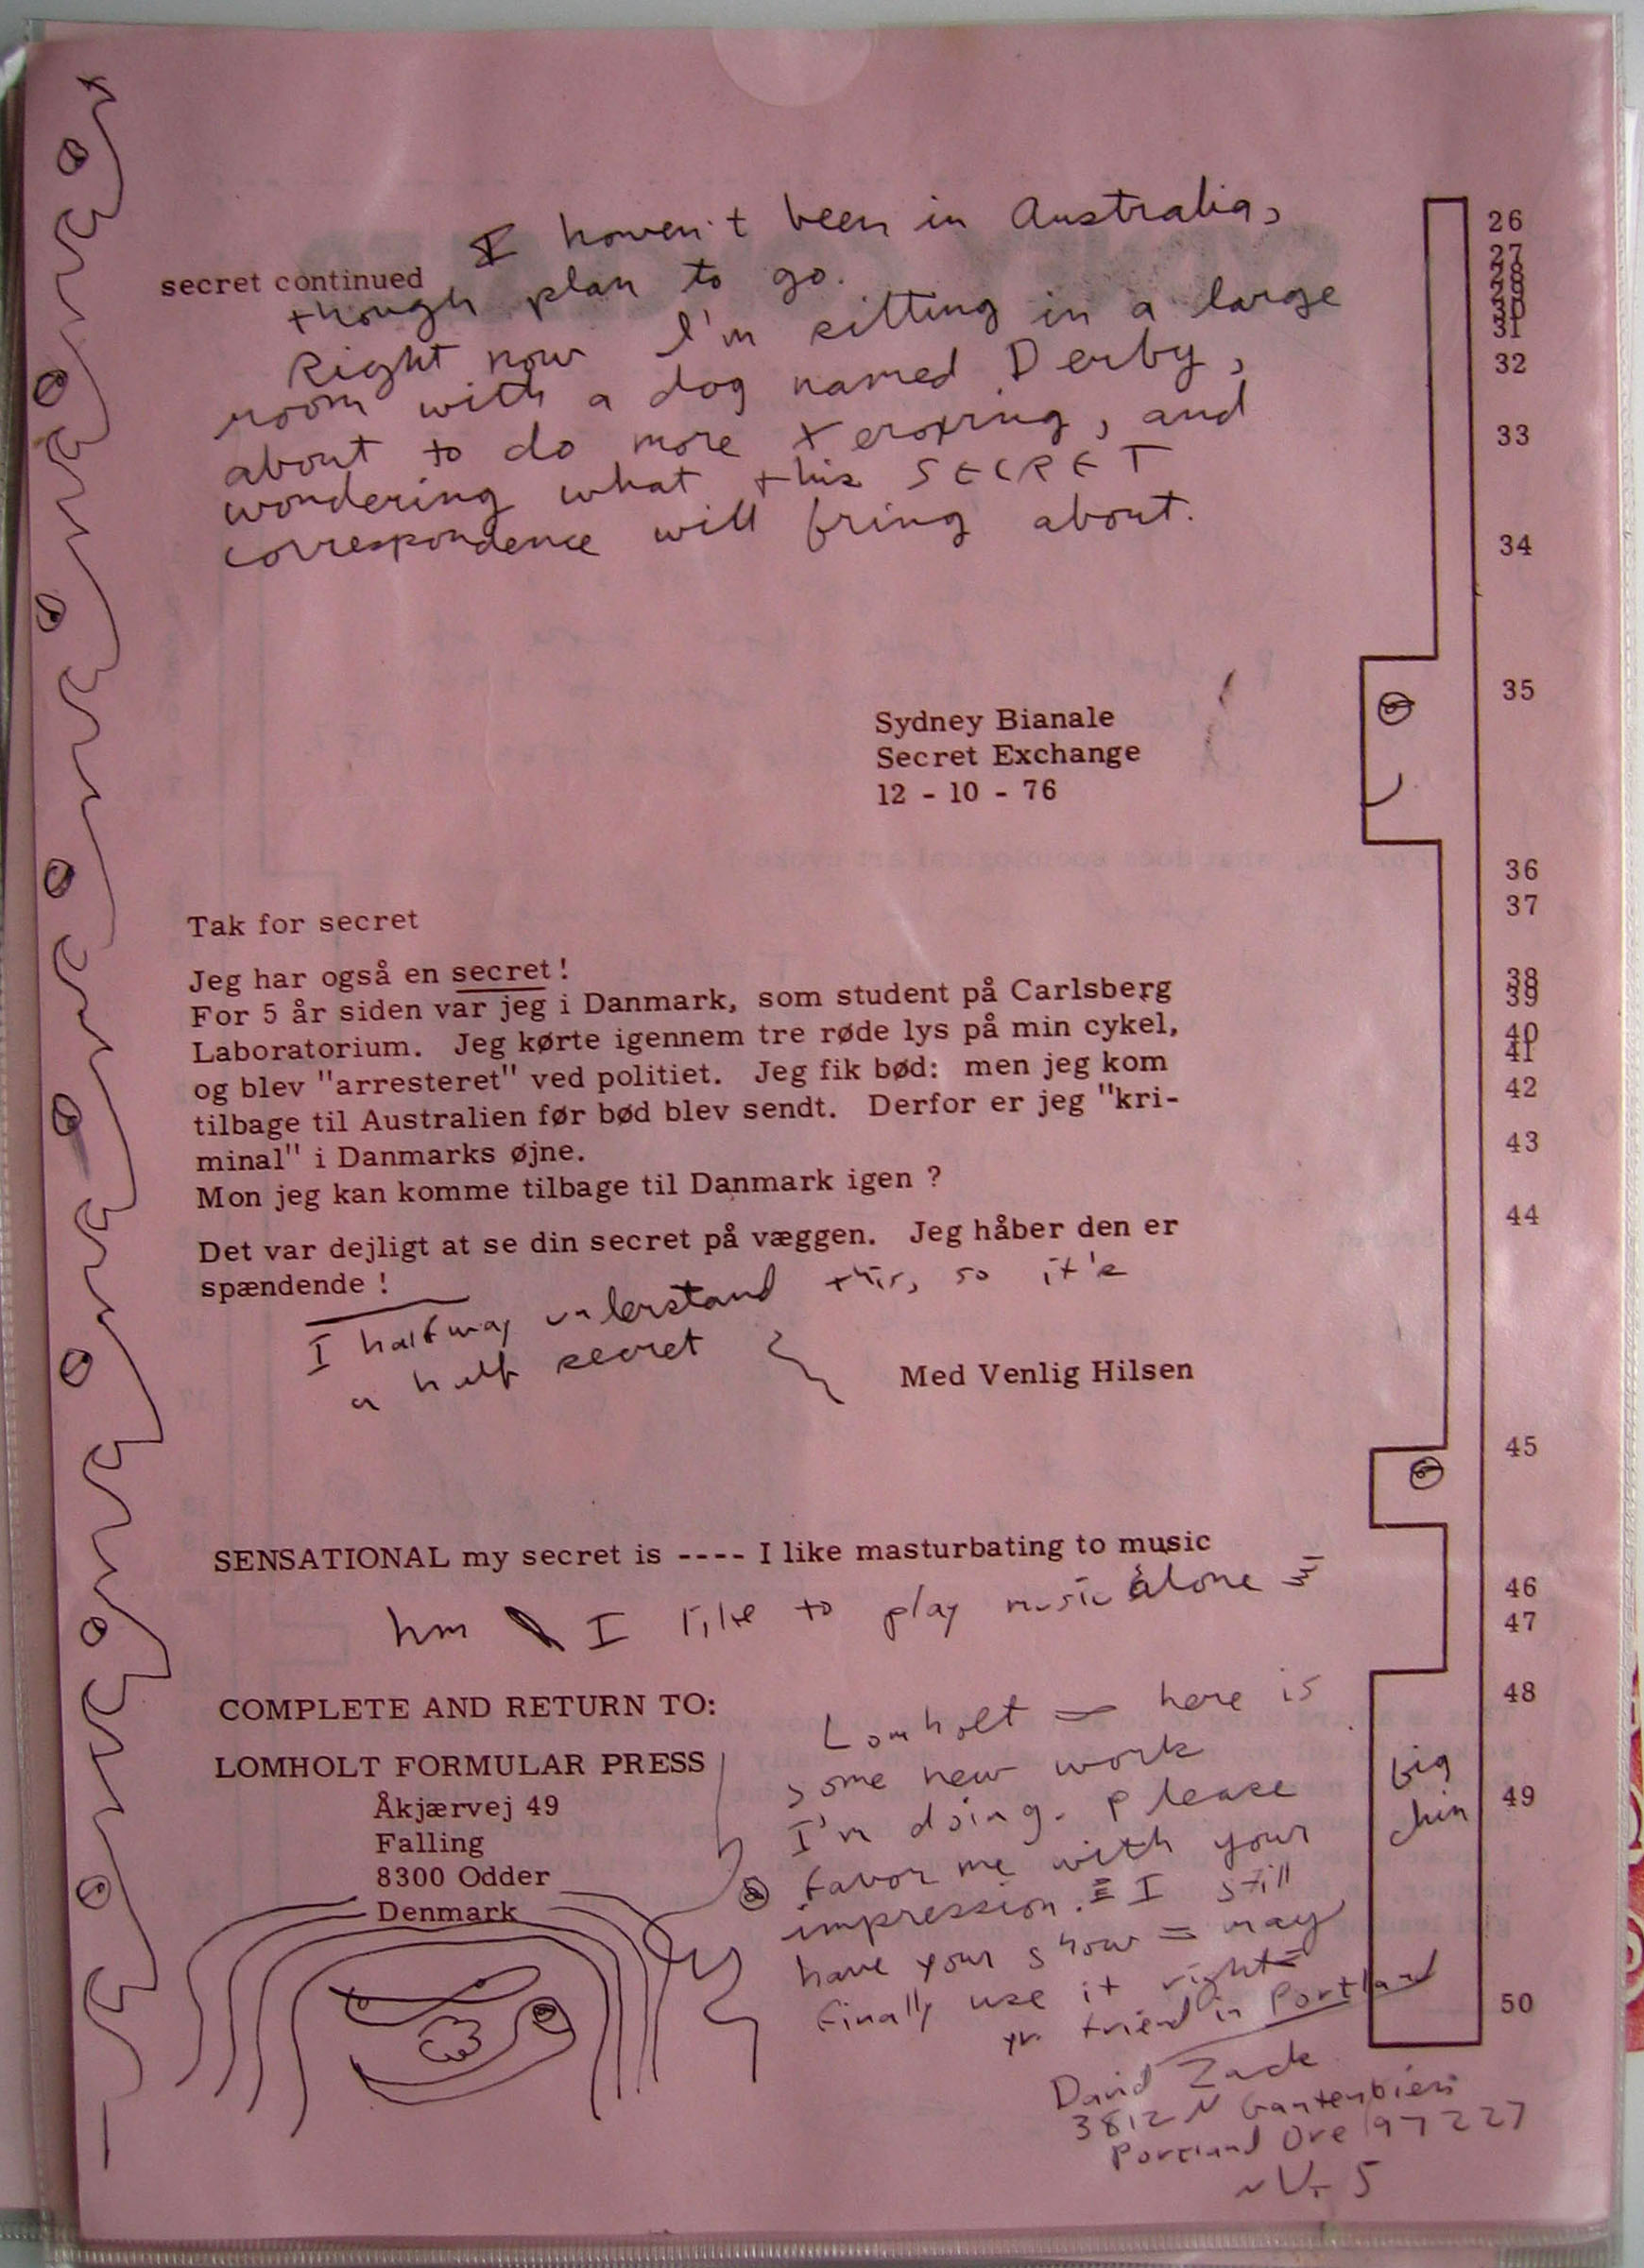 I haven't been in Australia,
secret continued
though plan to go.
Right now I'm sitting in a large
room with a dog named Derby,
about to do more xeroxing, and
wondering what this SECRET
correspondence will bring about.
Sydney Bianale
Secret Exchange
12 - 10 - 76
Tak for secret
Jeg har også en secret !
For 5 år siden var jeg i Danmark, som student på Carlsberg
Laboratorium. Jeg kørte igennem tre røde lys på min cykel,
og blev "arresteret" ved politiet. Jeg fik bød: men jeg kom
tilbage til Australien før bød blev sendt. Derfor er jeg "kri-
minal" i Danmarks øjne.
Mon jeg kan komme tilbage til Danmark igen ?
Det var dejligt at se din secret på væggen. Jeg håber den er
spændende !
I halfway understand this, so it's
a half secret
Med Venlig Hilsen
SENSATIONAL my secret is ---- I like masturbating to music
hm I like to play music alone
COMPLETE AND RETURN TO:
LOMHOLT FORMULAR PRESS
Åkjærvej 49
Falling
8300 Odder
Denmark
Lomholt = here is
some new work
I'm doing. please
favor me with your
impression. I still
have your show = may
finally use it right=
yr friend in Portland
David Zack
3812 N Gantenbien
Portland Ore 97227
26
27
28
29
30
31
32
33
34
35
36
37
38
39
40
41
42
43
44
45
46
47
48
49
50
big
chin